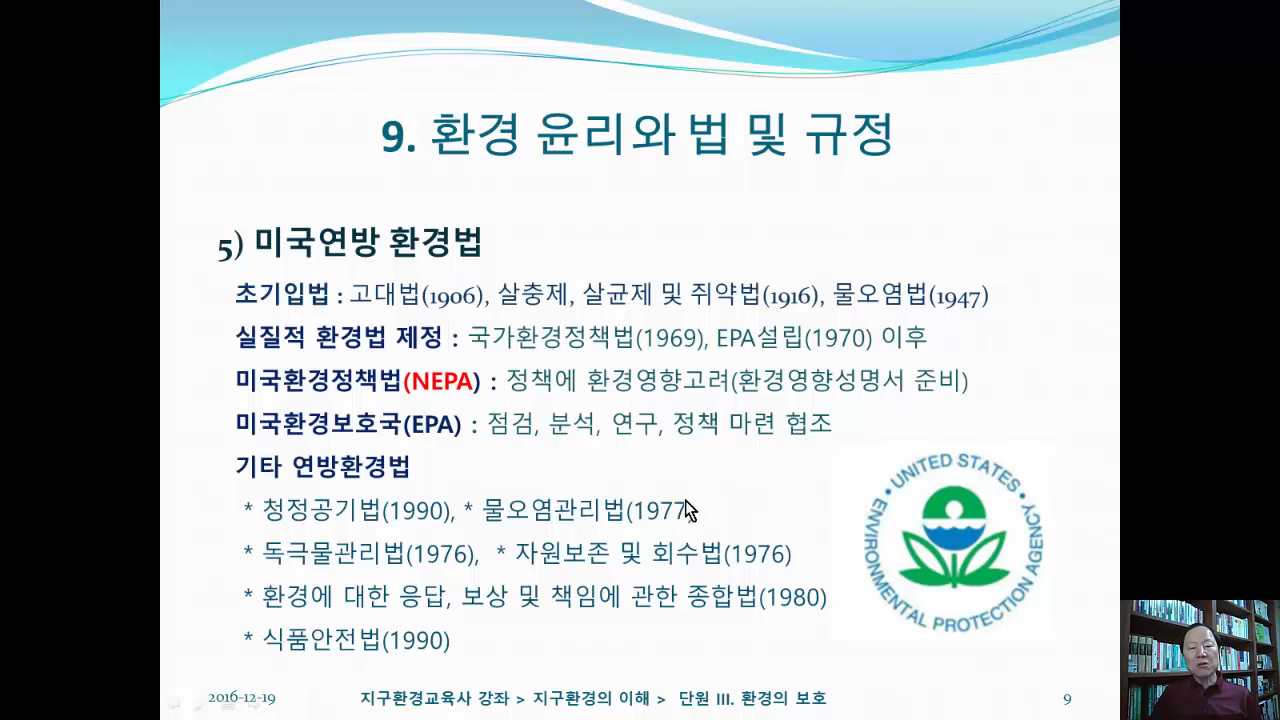 9. 환경 윤리와 법 및 규정
5) 미국연방 환경법
초기입법 : 고대법(1906), 살충제, 살균제 및 쥐약법(1916), 물오염법(1947)
실질적 환경법 제정 : 국가환경정책법(1969), EPA설립(1970) 이후
미국환경정책법(NEPA) : 정책에 환경영향고려(환경영향성명서 준비)
미국환경보호국(EPA) : 점검, 분석, 연구, 정책 마련 협조
기타 연방환경법
* 청정공기법(1990), * 물오염관리법(1977)
* 독극물관리법(1976), * 자원보존 및 회수법(1976)
* 환경에 대한 응답, 보상 및 책임에 관한 종합법(1980)
* 식품안전법(1990)
UNITED STATES
ENVIRONMENTAL PROTECTION AGENCY
2016-12-19 지구환경교육사 강좌 > 지구환경의 이해 > 단원 III. 환경의 보호 9